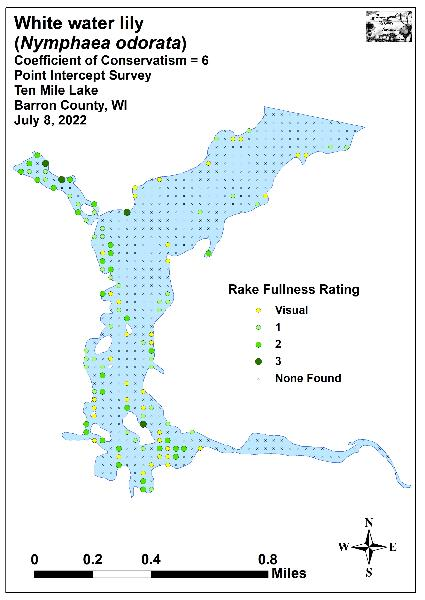 White water lily
(Nymphaea odorata)
Coefficient of Conservatism = 6
Point Intercept Survey
Ten Mile Lake
Barron County, WI
July 8, 2022
Rake Fullness Rating
Visual
1
2
3
None Found
N
W E
S
0 0.2 0.4 0.8
Miles